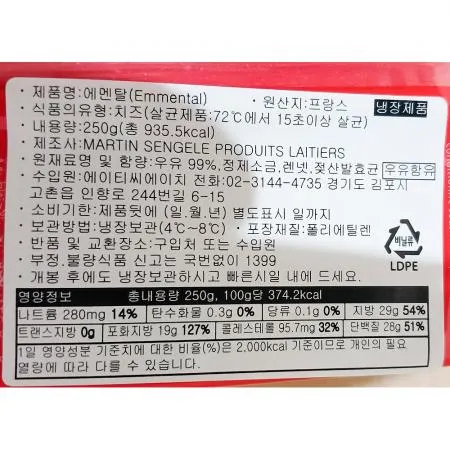 · 제품명:에멘탈(Emmental) · 원산지:프랑스 냉장제품
· 식품의유형:치즈(살균제품:72℃에서 15초이상 살균)
내용량:250g(총 935.5kcal)
· 제조사:MARTIN SENGELE PRODUITS LAITIERS
· 원재료명 및 함량:우유 99%,정제소금,렌넷,젖산발효균 우유함유
· 수입원:에이티씨에이치 전화:02-3144-4735 경기도 김포시
고촌읍 인향로 244번길 6-15
· 소비기한:제품뒷에 (일.월.년) 별도표시 일까지
· 보관방법:냉장보관(4℃~8℃) · 포장재질:폴리에틸렌
· 반품 및 교환장소:구입처 또는 수입원
· 부정.불량식품 신고는 국번없이 1399
· 개봉 후에도 냉장보관하시고 빠른시일 내에 드세요.
비닐류
LDPE
영양정보 총내용량 250g, 100g당 374.2kcal
나트륨 280mg 14% 탄수화물 0.3g 0% 당류 0.1g 0% 지방 29g 54%
트랜스지방 0g 포화지방 19g 127% 콜레스테롤 95.7mg 32% 단백질 28g 51%
1일 영양성분 기준치에 대한 비율(%)은 2,000kcal 기준이므로 개인의 필요
열량에 따라 다를 수 있습니다.